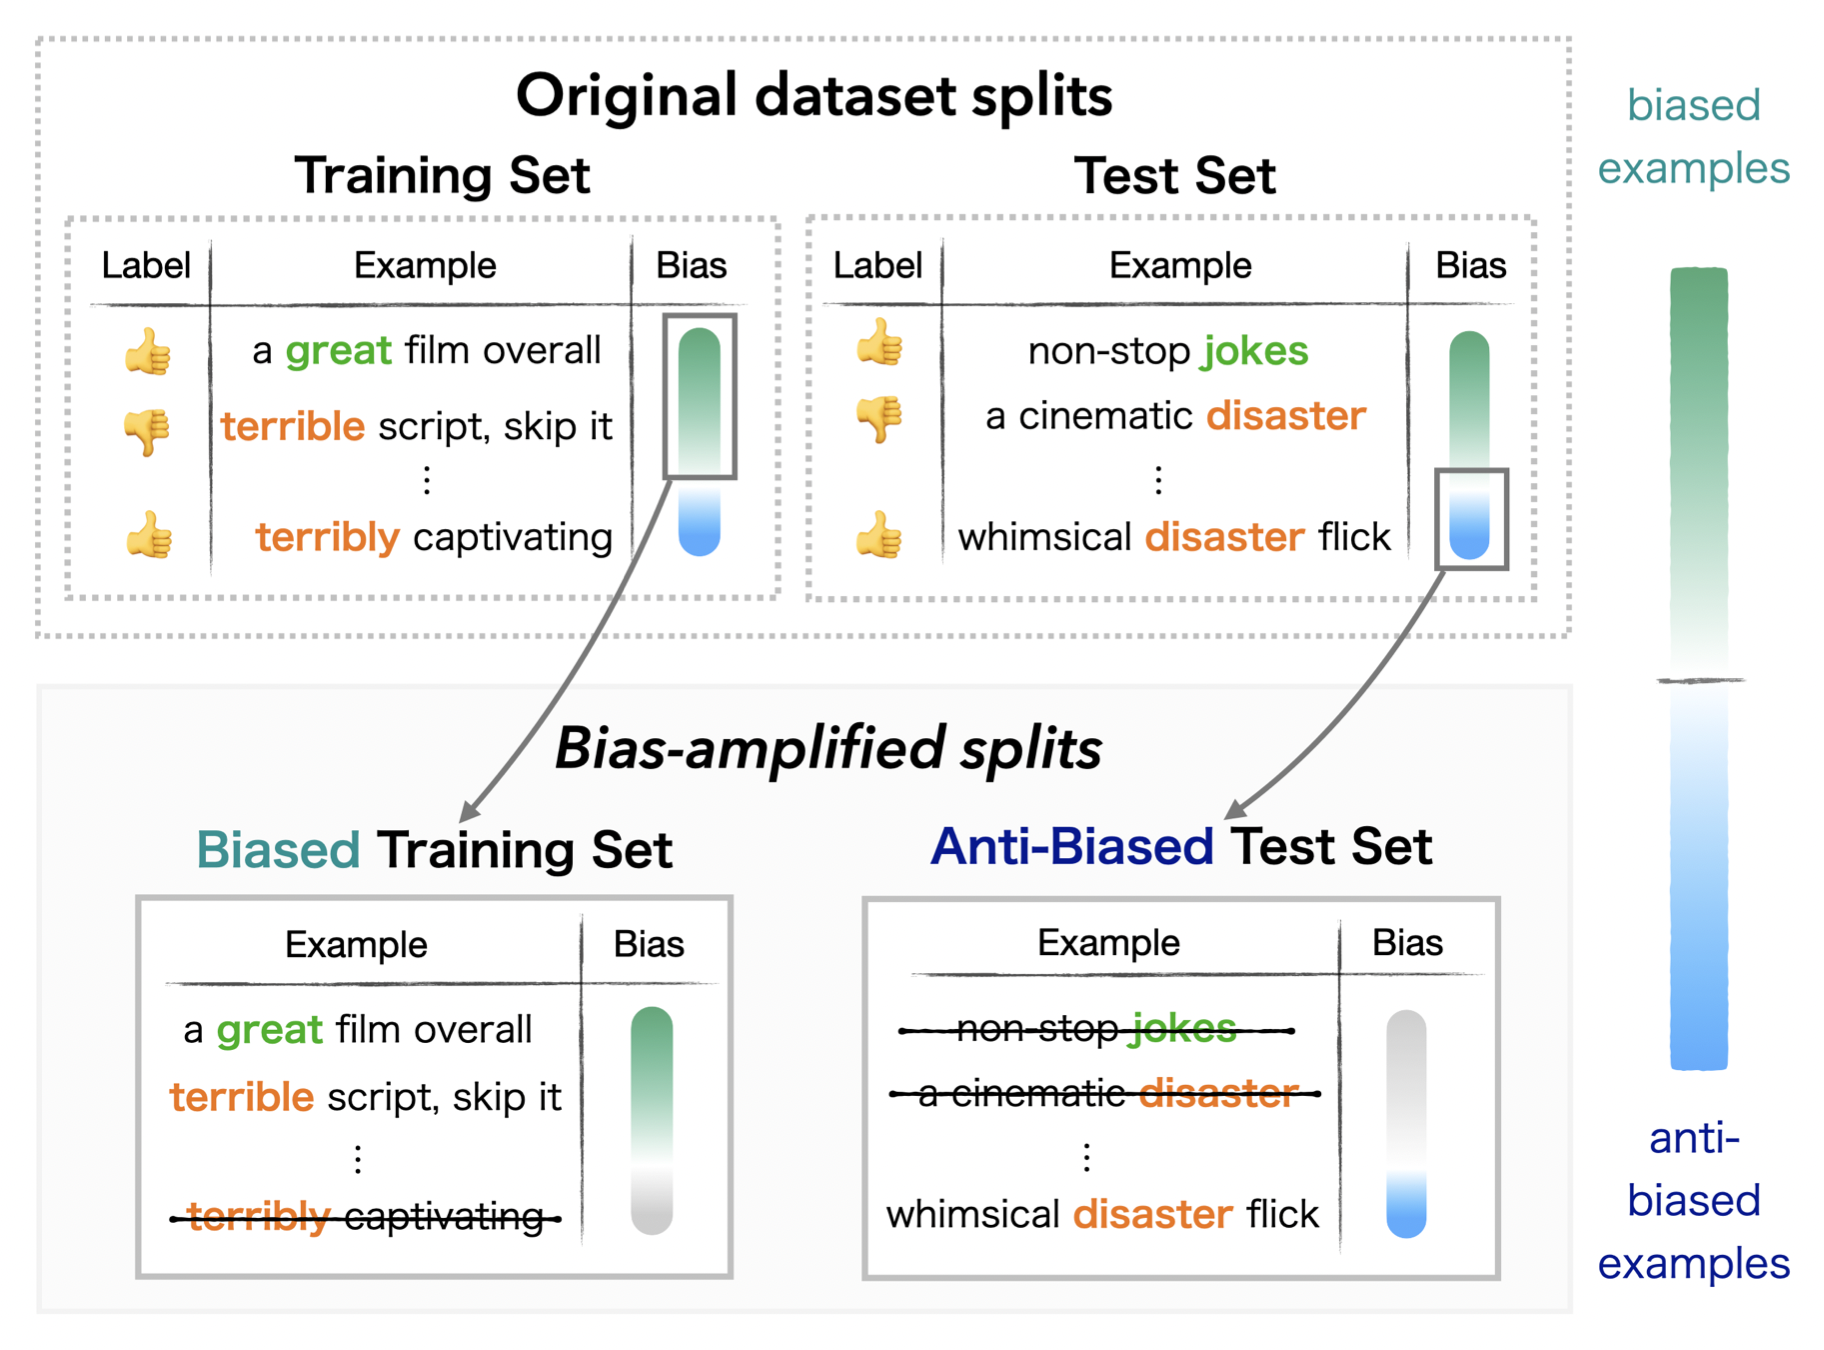 Original dataset splits
Training Set
Label Example Bias
a great film overall
terrible script, skip it
⋮
terribly captivating
Test Set
Label Example Bias
non-stop jokes
a cinematic disaster
⋮
whimsical disaster flick
Bias-amplified splits
Biased Training Set
Example Bias
a great film overall
terrible script, skip it
⋮
terribly captivating
Anti-Biased Test Set
Example Bias
non-stop jokes
a cinematic disaster
⋮
whimsical disaster flick
biased
examples
anti-
biased
examples